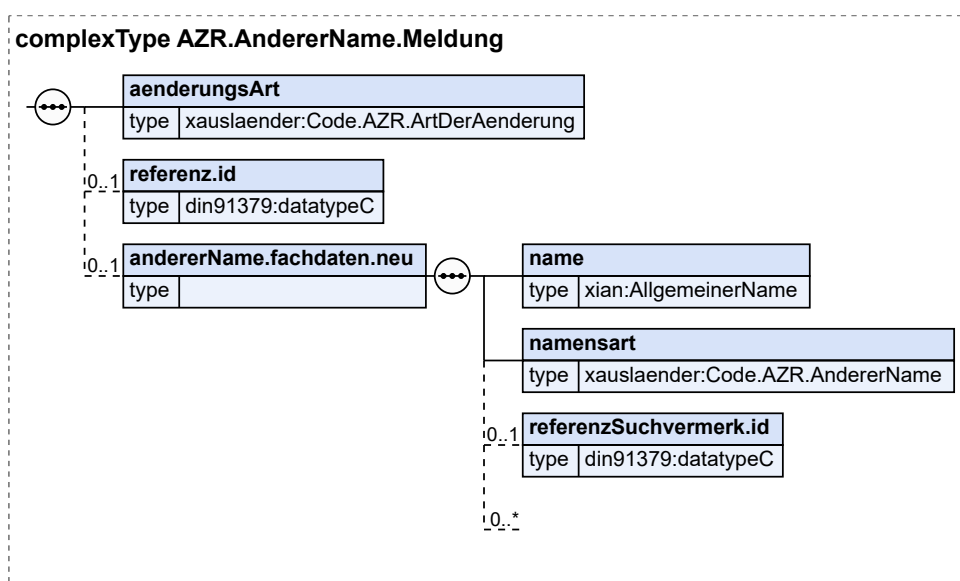 complexType AZR.AndererName.Meldung
aenderungsArt
type xauslaender:Code.AZR.ArtDerAenderung
0..1
referenz.id
type din91379:datatypeC
0..1
andererName.fachdaten.neu
type
name
type xian:AllgemeinerName
namensart
type xauslaender:Code.AZR.AndererName
0..1
referenzSuchvermerk.id
type din91379:datatypeC
0..*